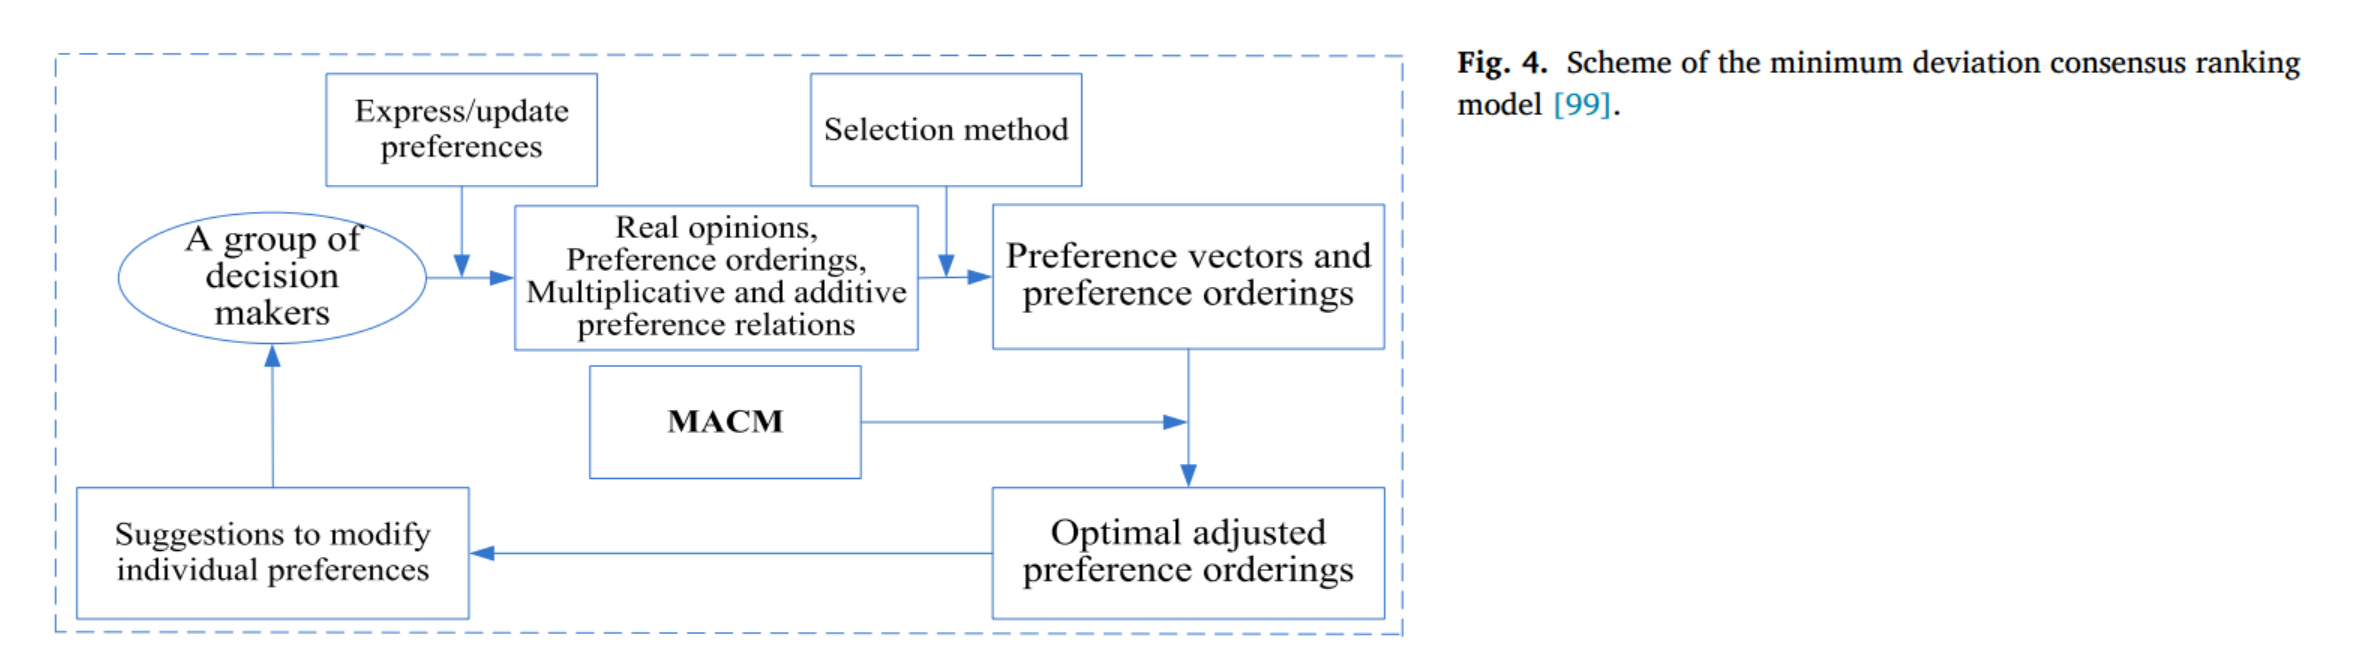 Express/update
preferences
Selection method
A group of
decision
makers
Real opinions,
Preference orderings,
Multiplicative and additive
preference relations
Preference vectors and
preference orderings
MACM
Suggestions to modify
individual preferences
Optimal adjusted
preference orderings
Fig. 4. Scheme of the minimum deviation consensus ranking
model [99].